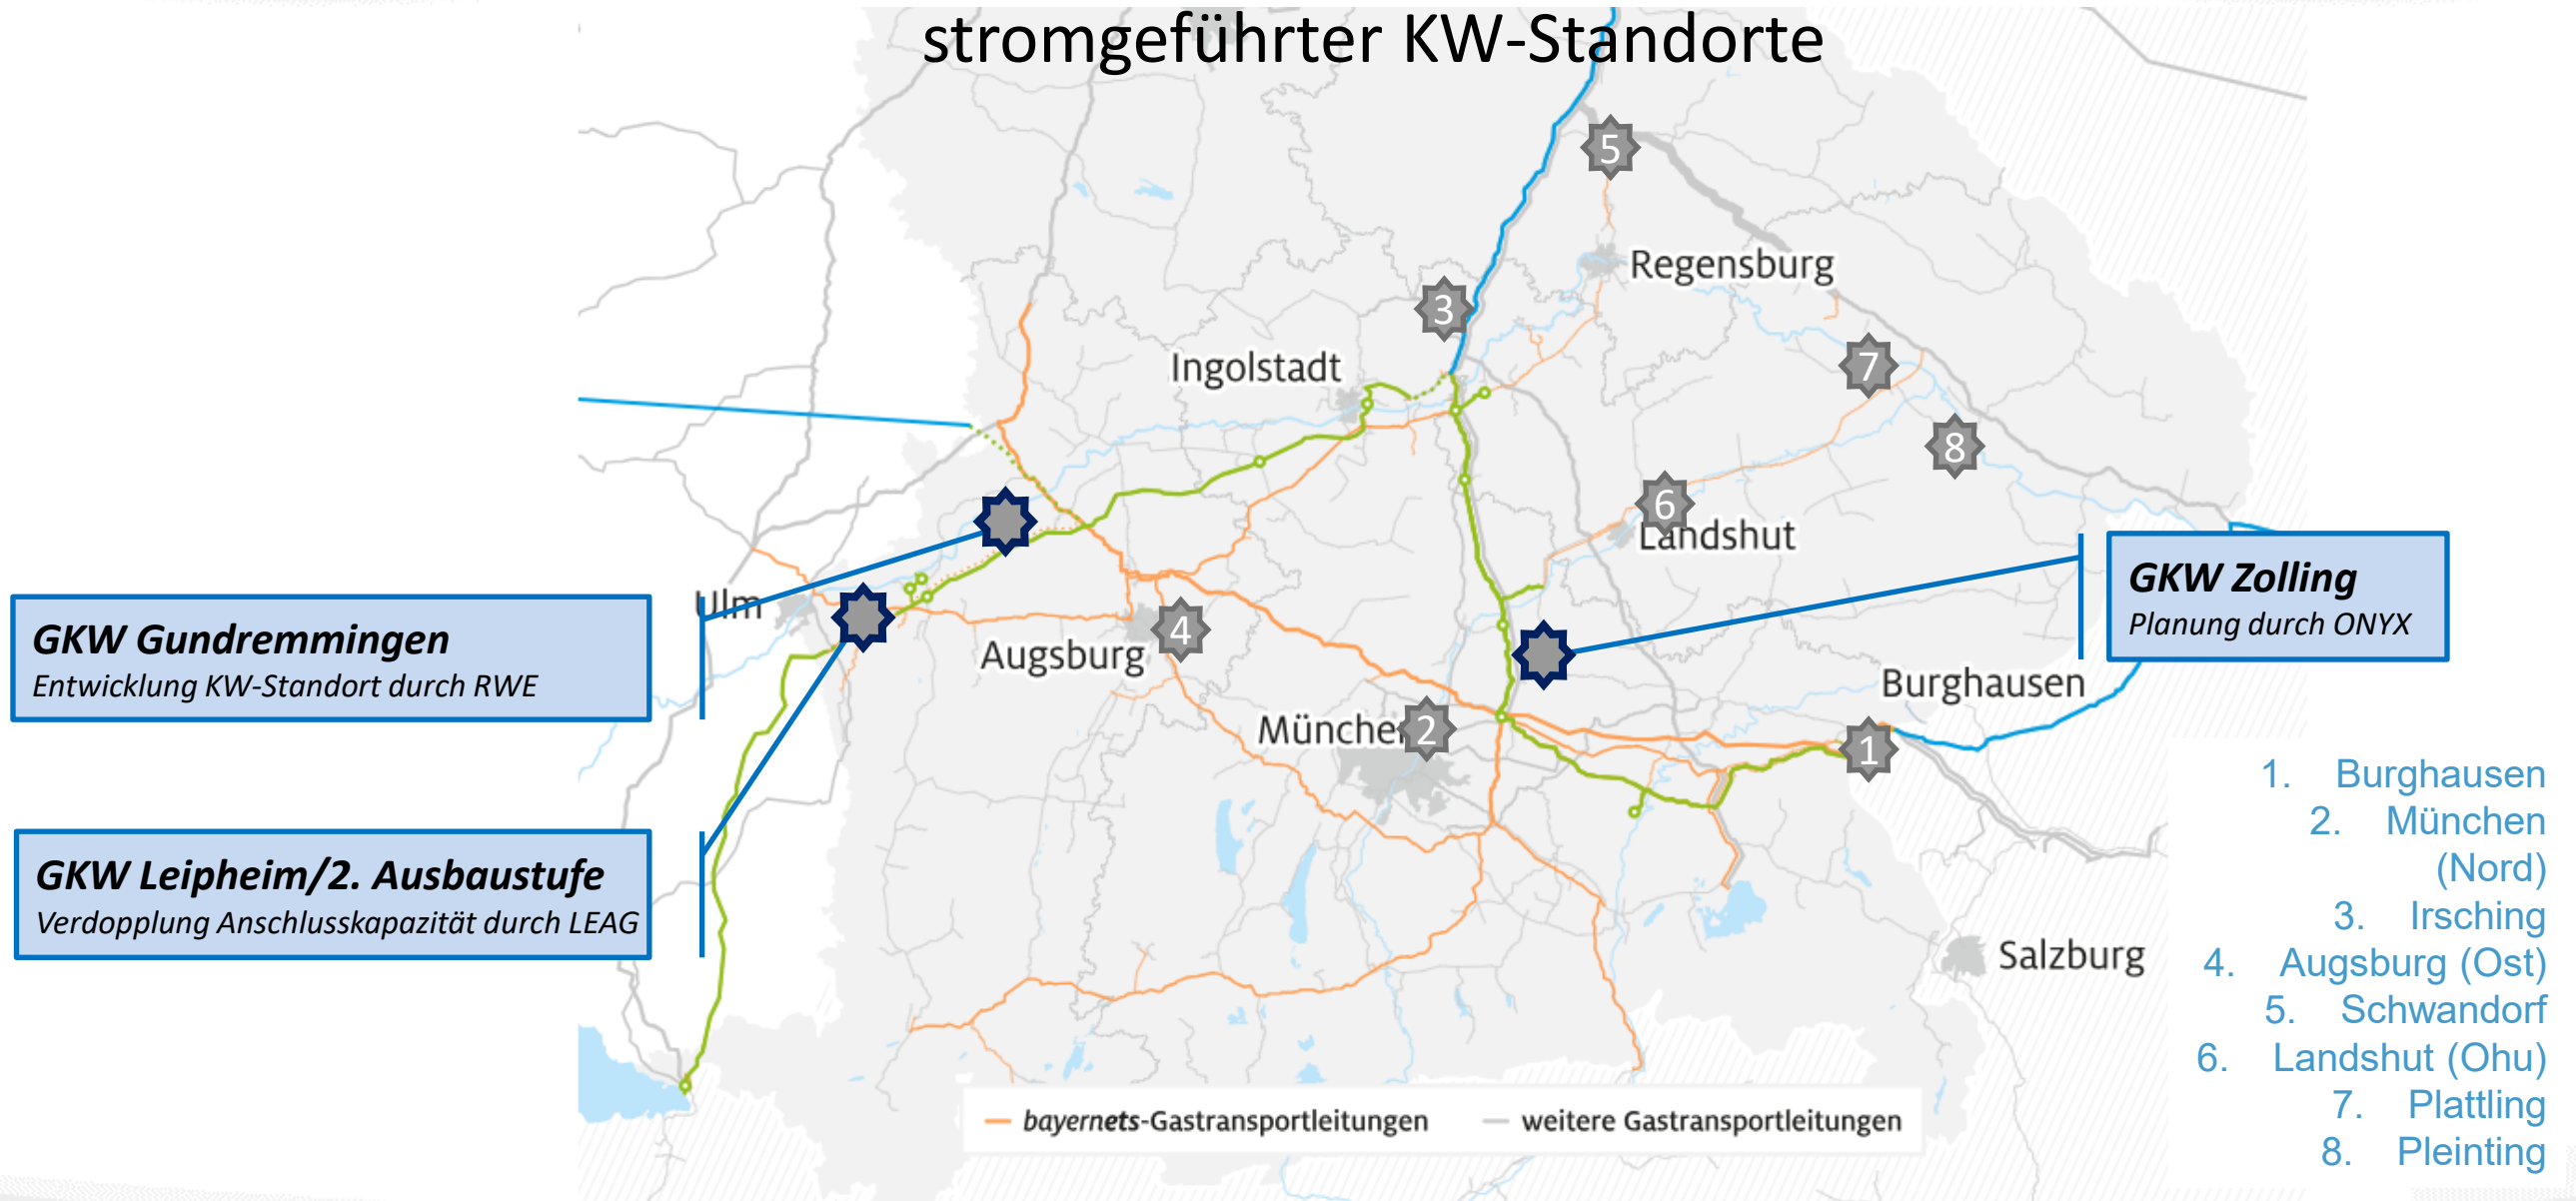 stromgeführter KW-Standorte
5
Regensburg
3
Ingolstadt
7
8
6
Landshut
GKW Zolling
Planung durch ONYX
Ulm
GKW Gundremmingen
Entwicklung KW-Standort durch RWE
4
Augsburg
Burghausen
München
2
1
GKW Leipheim/2. Ausbaustufe
Verdopplung Anschlusskapazität durch LEAG
Salzburg
1. Burghausen
2. München
(Nord)
3. Irsching
4. Augsburg (Ost)
5. Schwandorf
6. Landshut (Ohu)
7. Plattling
8. Pleinting
bayernets-Gastransportleitungen
weitere Gastransportleitungen